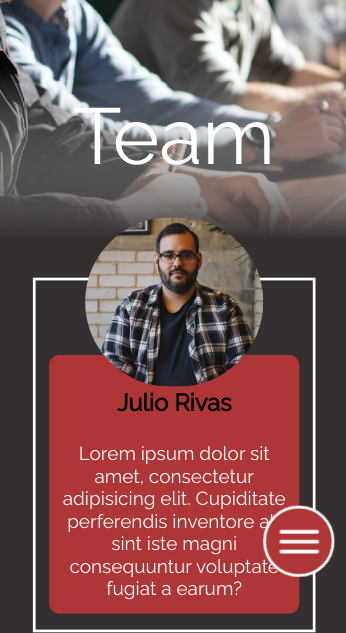 Team
Julio Rivas
Lorem ipsum dolor sit
amet, consectetur
adipisicing elit. Cupiditate
perferendis inventore
sint iste magni
consequuntur voluptate
fugiat a earum?